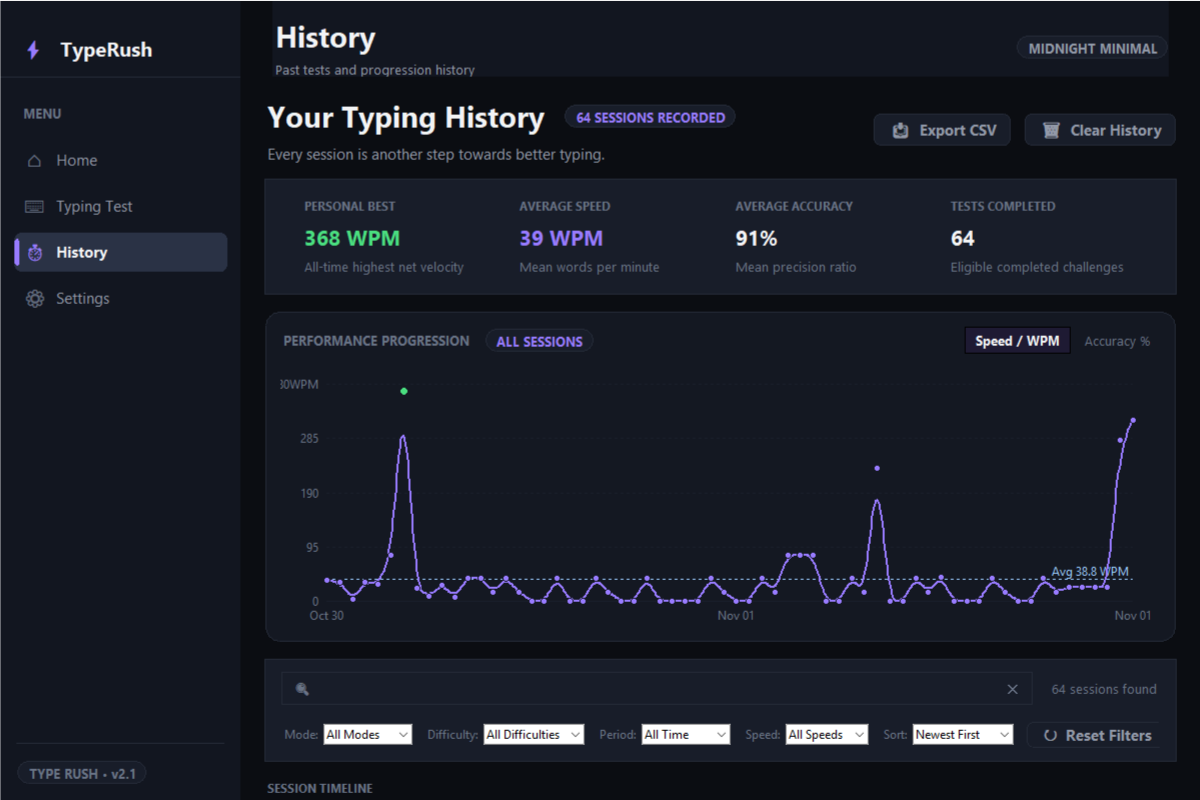 TypeRush
MENU
Home
Typing Test
History
Settings
TYPE RUSH • v2.1
History
Past tests and progression history
MIDNIGHT MINIMAL
Your Typing History
64 SESSIONS RECORDED
Every session is another step towards better typing.
Export CSV
Clear History
PERSONAL BEST
368 WPM
All-time highest net velocity
AVERAGE SPEED
39 WPM
Mean words per minute
AVERAGE ACCURACY
91%
Mean precision ratio
TESTS COMPLETED
64
Eligible completed challenges
PERFORMANCE PROGRESSION
ALL SESSIONS
Speed / WPM
Accuracy %
30WPM
285
190
95
0
Avg 38.8 WPM
Oct 30
Nov 01
Nov 01
64 sessions found
Mode: All Modes
Difficulty: All Difficulties
Period: All Time
Speed: All Speeds
Sort: Newest First
Reset Filters
SESSION TIMELINE